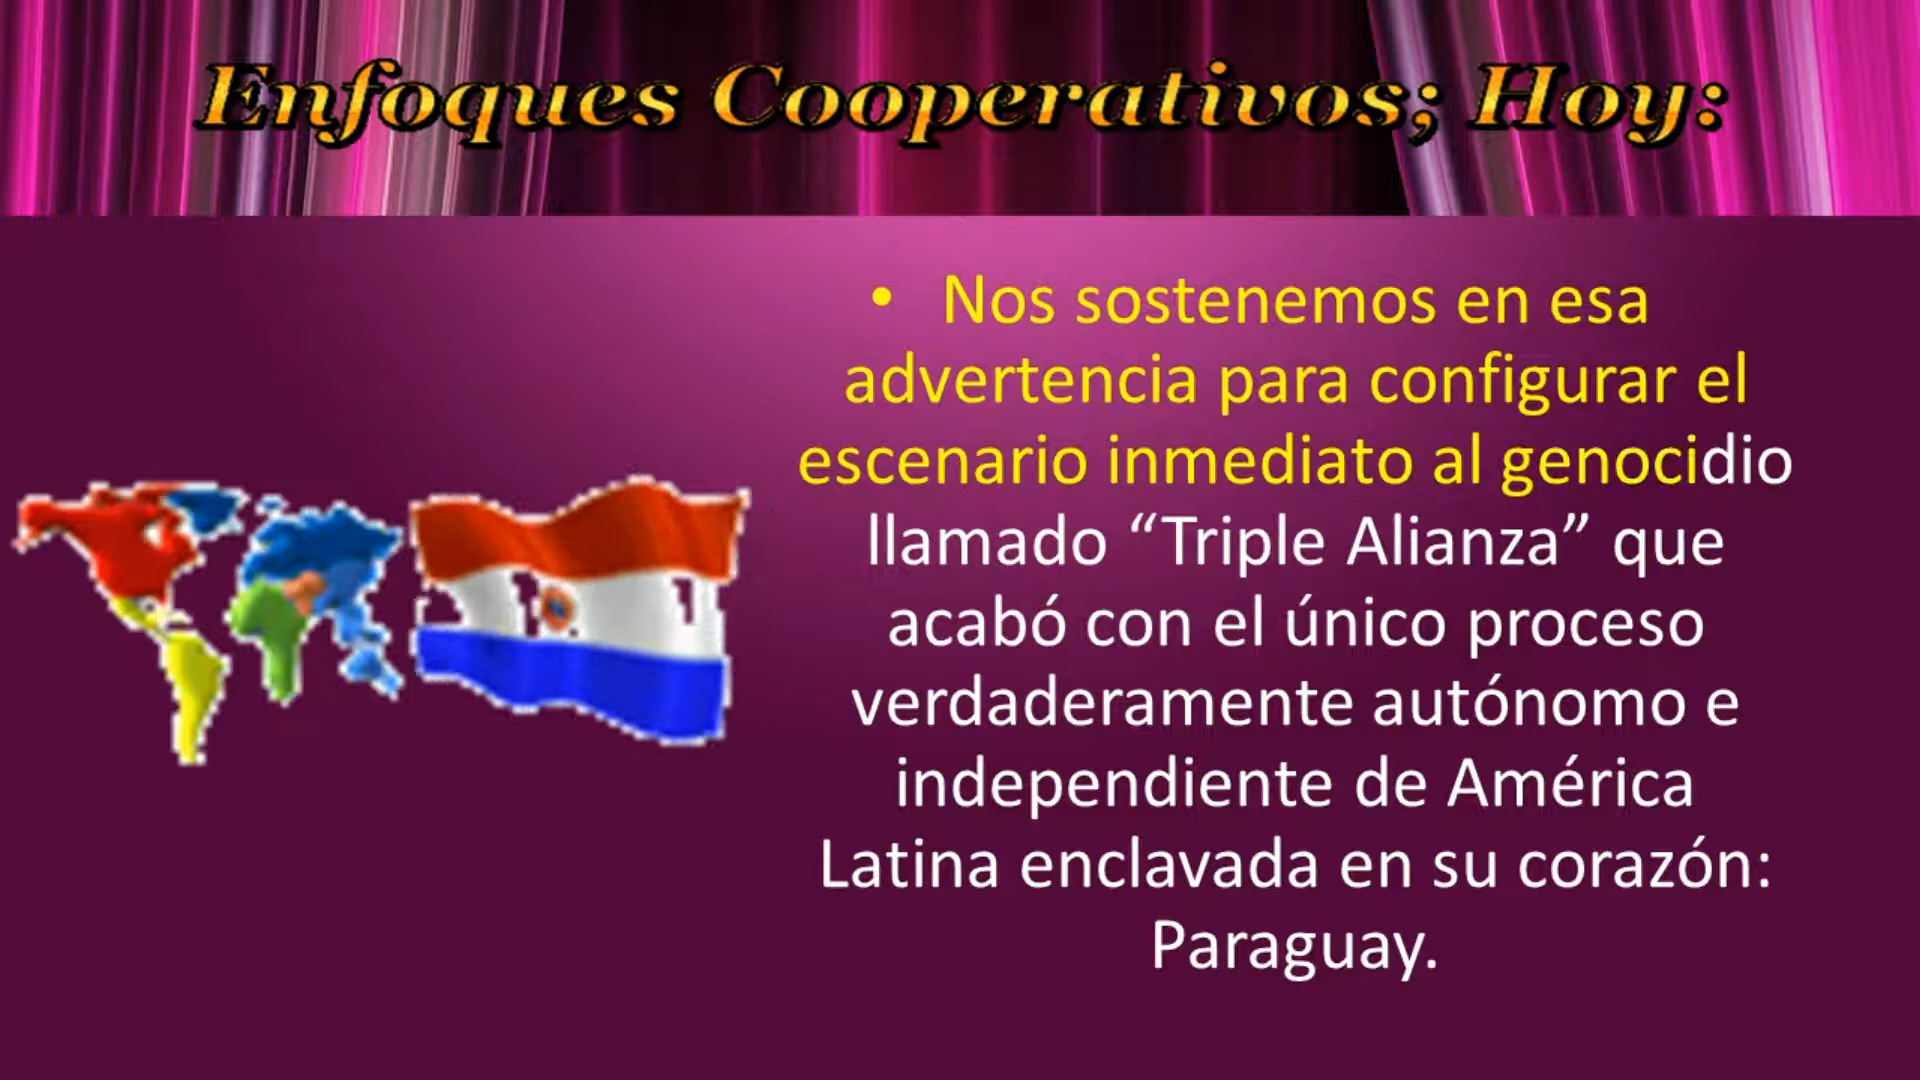 Enfoques Cooperativos; Hoy:
• Nos sostenemos en esa
advertencia para configurar el
escenario inmediato al genocidio
llamado “Triple Alianza” que
acabó con el único proceso
verdaderamente autónomo e
independiente de América
Latina enclavada en su corazón:
Paraguay.